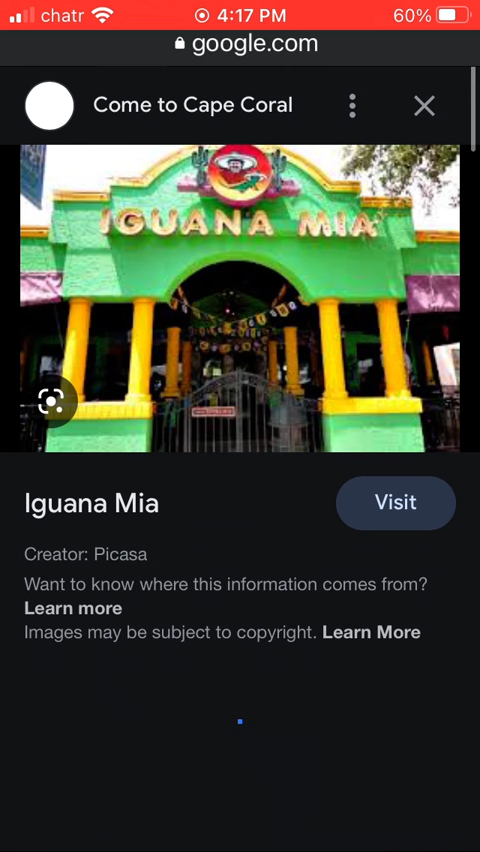 chatr 4:17 PM 60%
google.com
Come to Cape Coral
IGUANA MIA
Iguana Mia
Visit
Creator: Picasa
Want to know where this information comes from?
Learn more
Images may be subject to copyright. Learn More